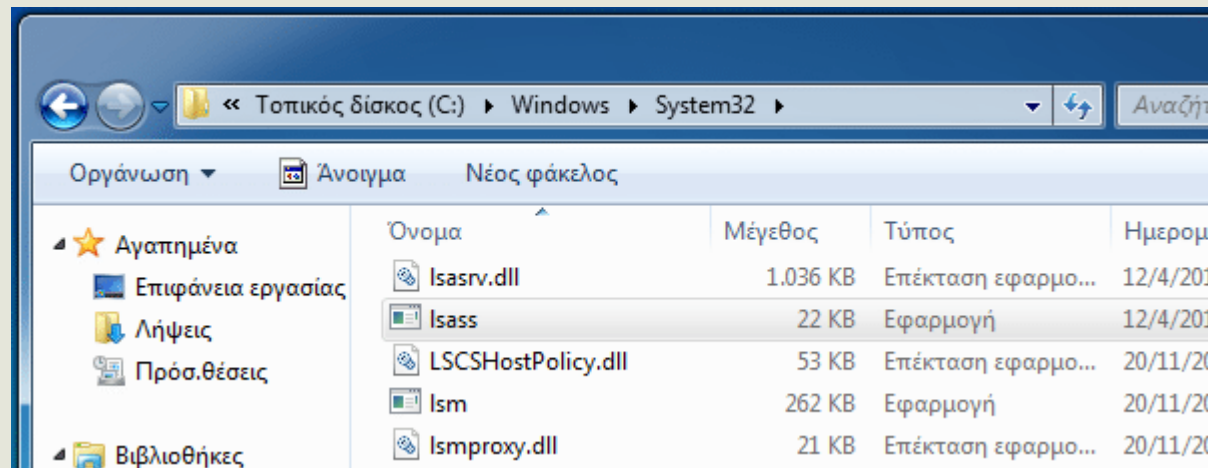 « Τοπικός δίσκος (C:) Windows System32 Αναζήτ
Οργάνωση Άνοιγμα Νέος φάκελος
Αγαπημένα
Επιφάνεια εργασίας
Λήψεις
Πρόσ.θέσεις
Βιβλιοθήκες
Όνομα Μέγεθος Τύπος Ημερομ
lsasrv.dll 1.036 KB Επέκταση εφαρμο... 12/4/201
lsass 22 KB Εφαρμογή 12/4/201
LSCSHostPolicy.dll 53 KB Επέκταση εφαρμο... 20/11/20
lsm 262 KB Εφαρμογή 20/11/20
lsmproxy.dll 21 KB Επέκταση εφαρμο... 20/11/20